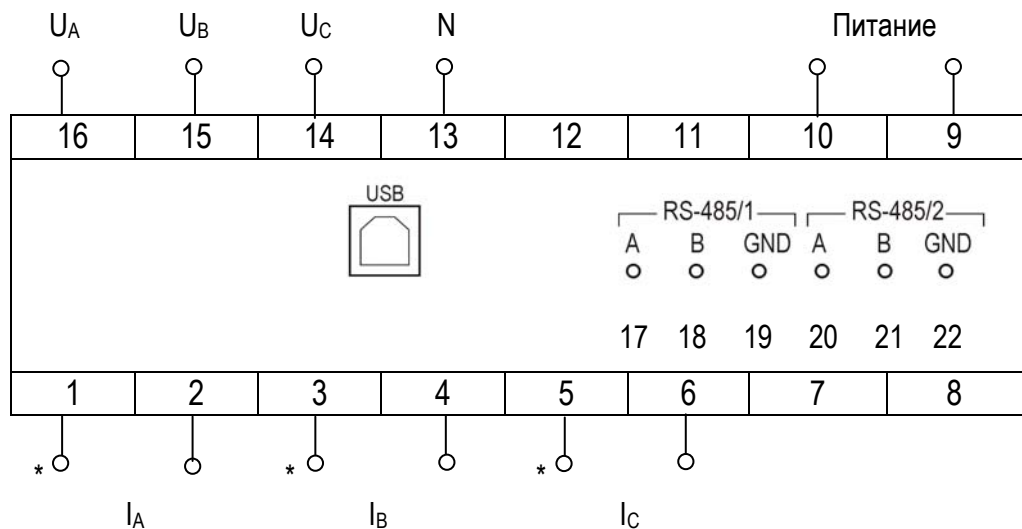 UA UB UC N Питание
16 15 14 13 12 11 10 9
USB
RS-485/1 RS-485/2
A B GND A B GND
17 18 19 20 21 22
1 2 3 4 5 6 7 8
* * *
IA IB IC